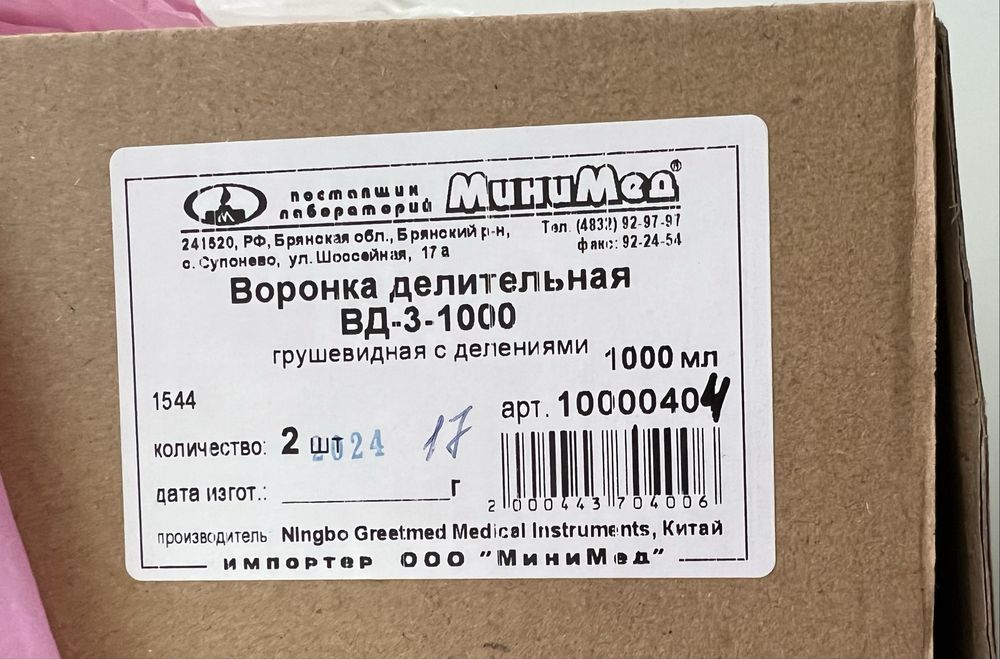 поставщик лабораторий МиниМед®
241520, РФ, Брянская обл., Брянский р-н,
с. Супонево, ул. Шоссейная, 17а
Тел. (4832) 92-97-97
факс: 92-24-54
Воронка делительная
ВД-3-1000
грушевидная с делениями
1000 мл
1544
арт. 10000404
количество: 2 шт
2024
17
дата изгот.: ____________г
2 000443 704006
производитель Ningbo Greetmed Medical Instruments, Китай
импортер ООО "МиниМед"